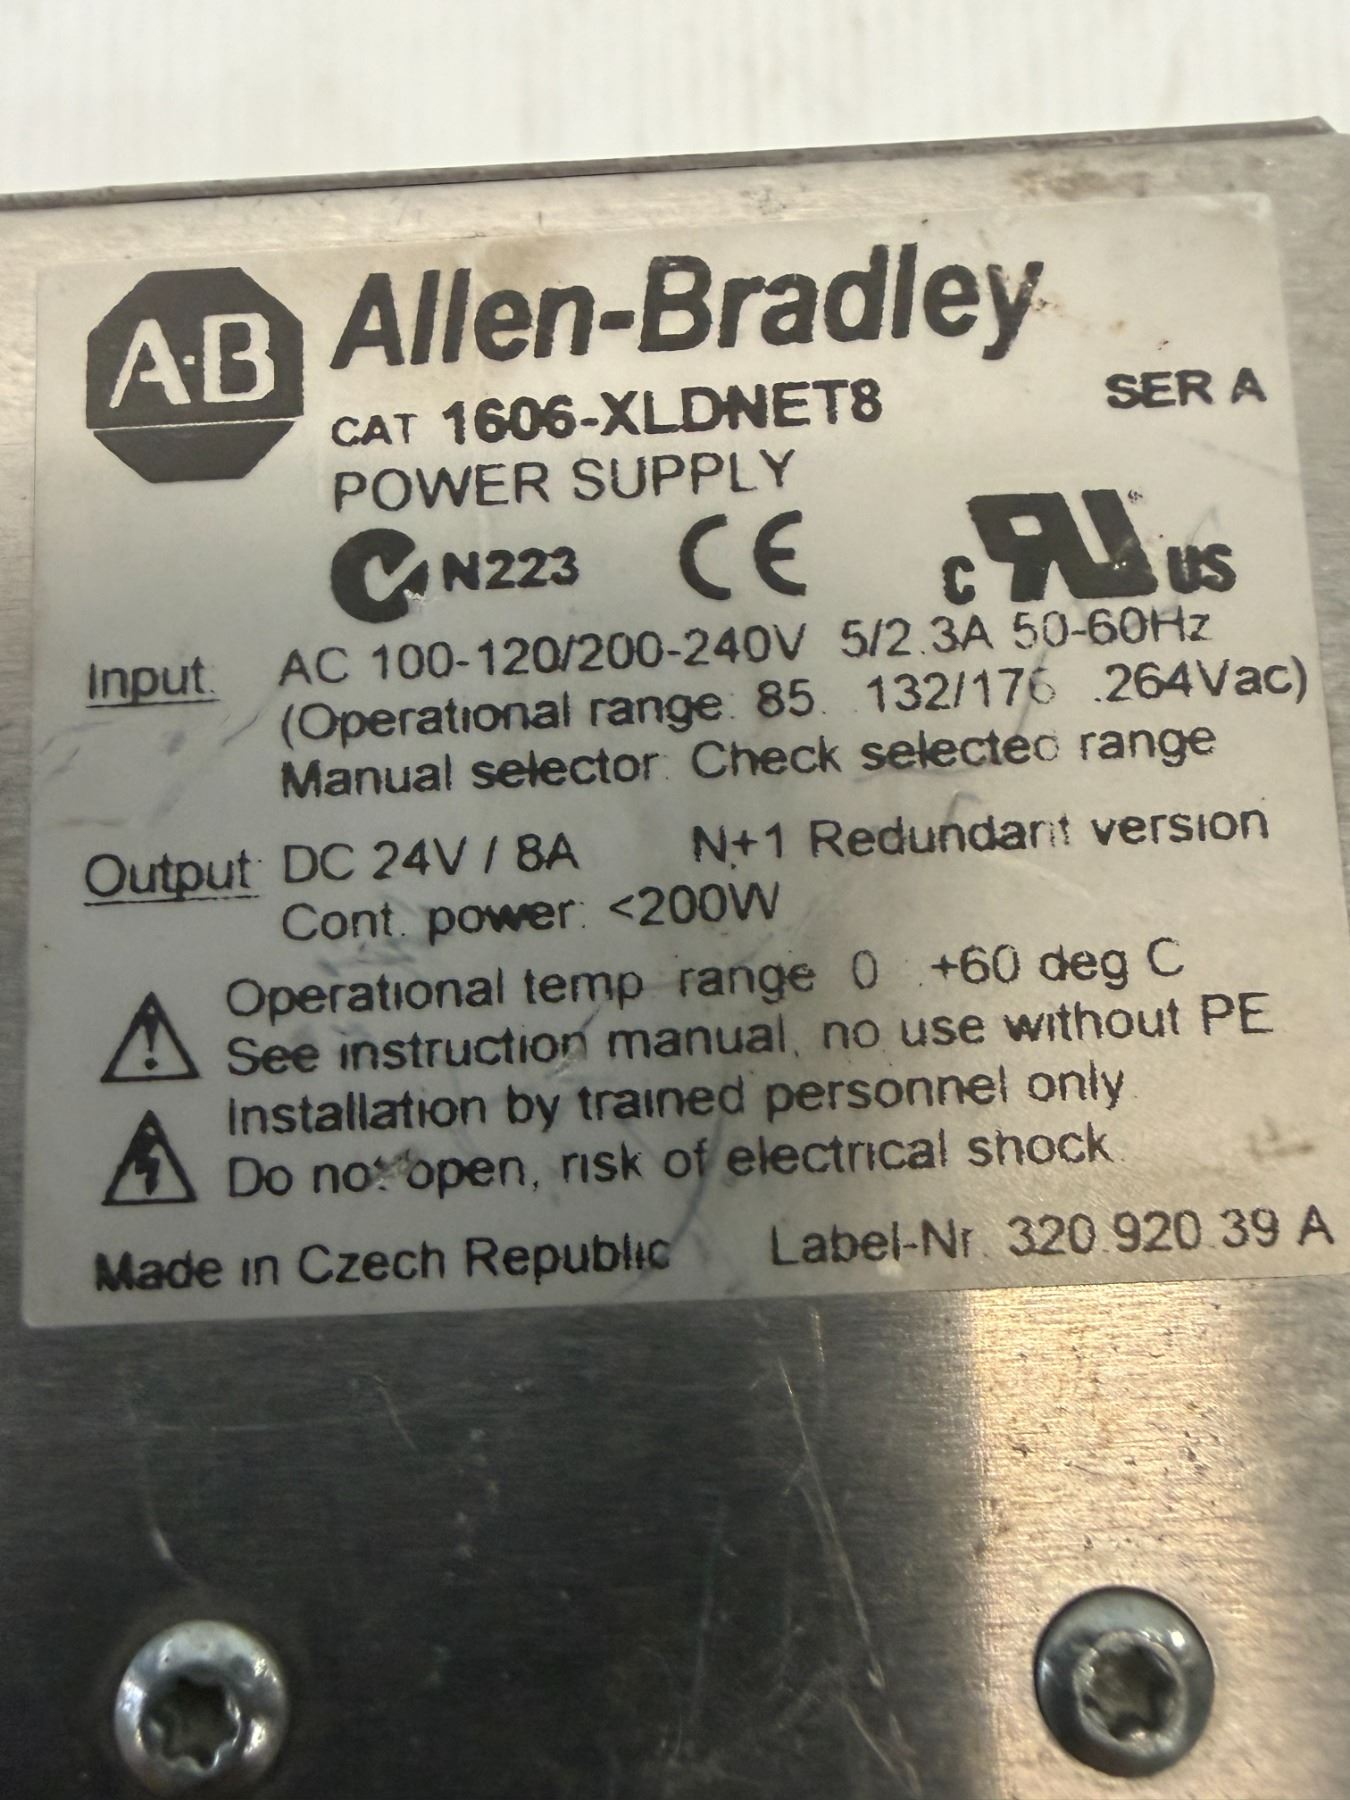 A·B Allen-Bradley
CAT 1606-XLDNET8 SER A
POWER SUPPLY
N223 CE c RU US
Input: AC 100-120/200-240V 5/2.3A 50-60Hz
(Operational range: 85...132/176...264Vac)
Manual selector: Check selected range
Output: DC 24V / 8A N+1 Redundant version
Cont. power: <200W
Operational temp. range 0...+60 deg C
See instruction manual, no use without PE
Installation by trained personnel only.
Do not open, risk of electrical shock.
Made in Czech Republic Label-Nr. 320.920.39 A